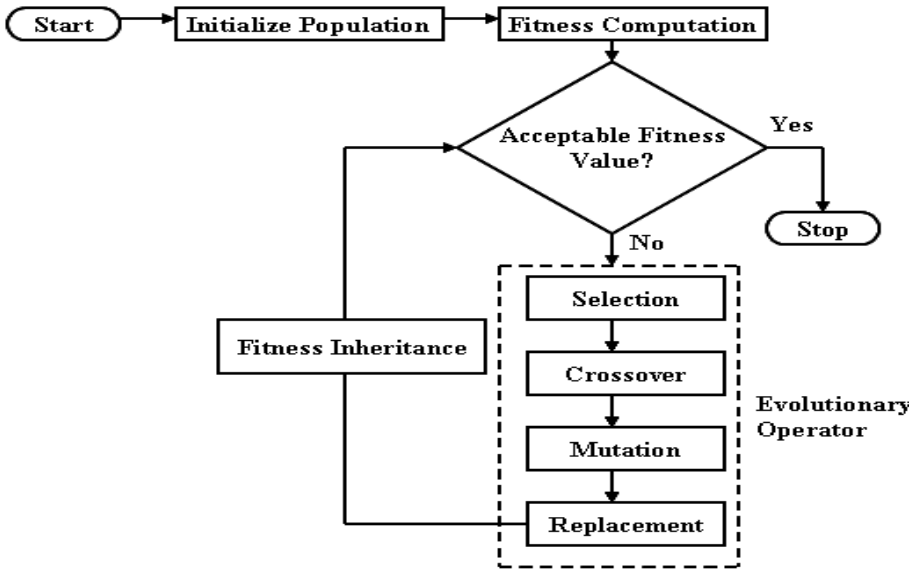 Start
Initialize Population
Fitness Computation
Acceptable Fitness
Value?
Yes
Stop
No
Selection
Fitness Inheritance
Crossover
Evolutionary
Operator
Mutation
Replacement